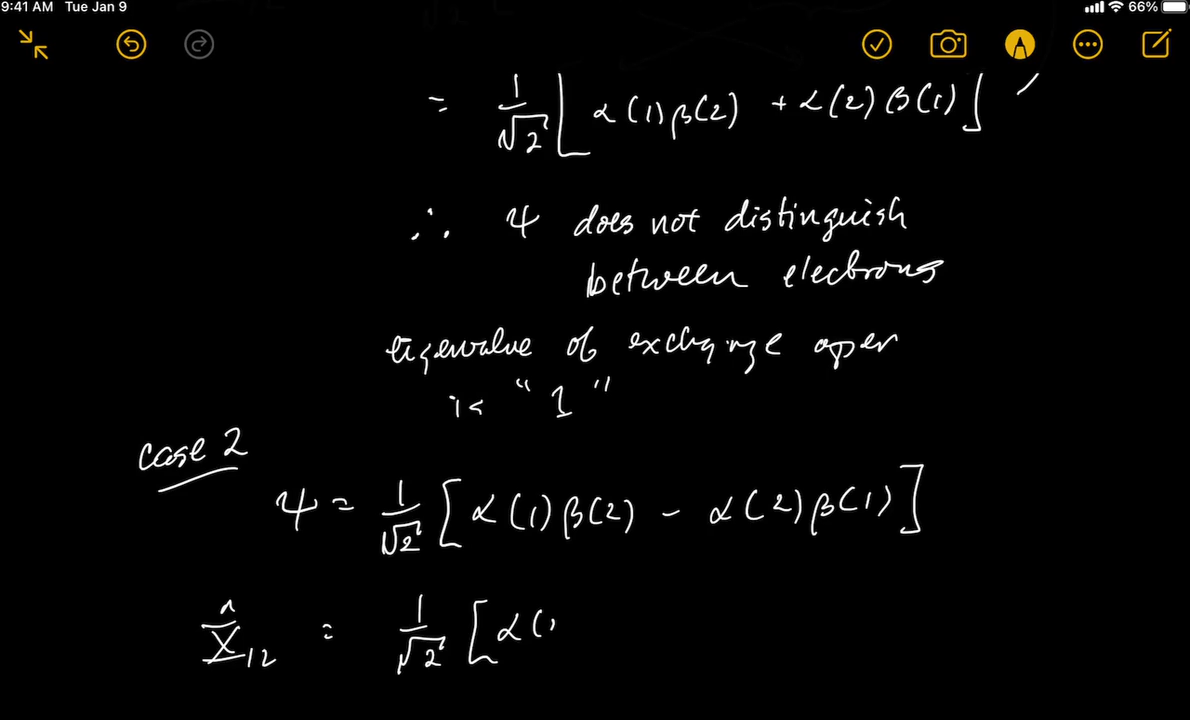 9:41 AM Tue Jan 9 66%
= 1/√2 [α(1)β(2) + α(2)β(1)]
∴ ψ does not distinguish
between electrons
eigenvalue of exchange oper
is "1"
case 2
ψ = 1/√2 [α(1)β(2) - α(2)β(1)]
X̂₁₂ = 1/√2 [α(